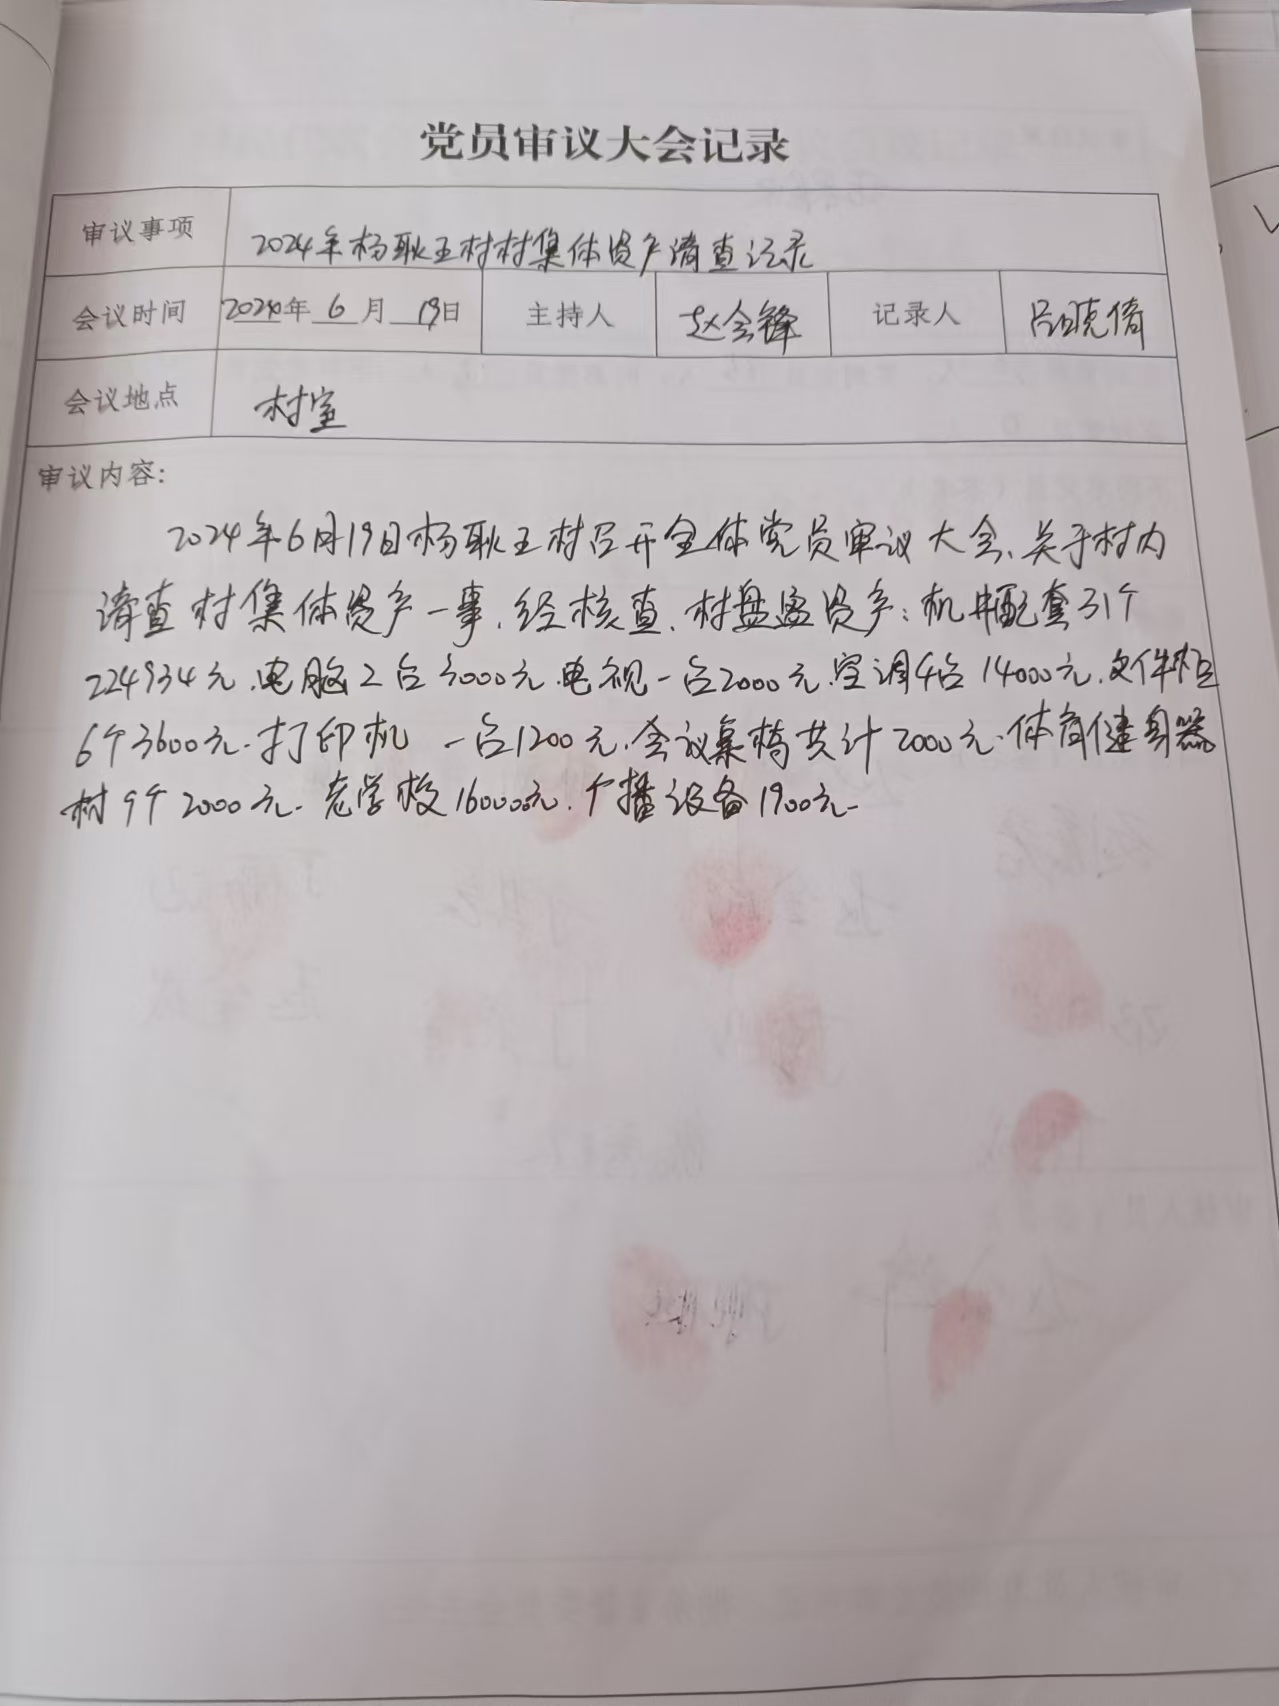 党员审议大会记录
审议事项 2024年杨耿王村村集体资产清查记录
会议时间 2024年 6 月 19日 主持人 赵会锋 记录人 吕晓倚
会议地点 村室
审议内容:
2024年6月19日杨耿王村召开全体党员审议大会、关于村内
清查村集体资产一事、经核查、村盘盈资产:机井配套31个
224934元、电脑2台3000元、电视一台2000元、空调4台14000元、文件柜
6个3600元、打印机 一台1200元、会议桌椅共计2000元、体育健身器
材9个2000元、老学校160000元、广播设备1900元